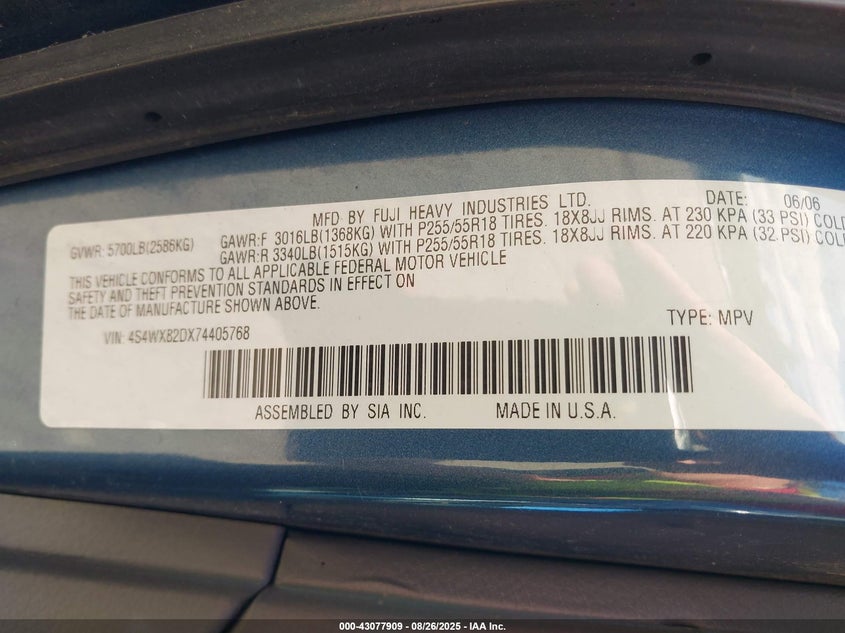 MFD BY FUJI HEAVY INDUSTRIES LTD. DATE: 06/06
GVWR: 5700LB(2586KG) GAWR:F 3016LB(1368KG) WITH P255/55R18 TIRES. 18X8JJ RIMS. AT 230 KPA (33 PSI) COLD
GAWR:R 3340LB(1515KG) WITH P255/55R18 TIRES. 18X8JJ RIMS. AT 220 KPA (32 PSI) COLD
THIS VEHICLE CONFORMS TO ALL APPLICABLE FEDERAL MOTOR VEHICLE
SAFETY AND THEFT PREVENTION STANDARDS IN EFFECT ON
THE DATE OF MANUFACTURE SHOWN ABOVE.
VIN: 4S4WX82DX74405768 TYPE: MPV
ASSEMBLED BY SIA INC. MADE IN U.S.A.
000-43077909 - 08/26/2025 - IAA Inc.